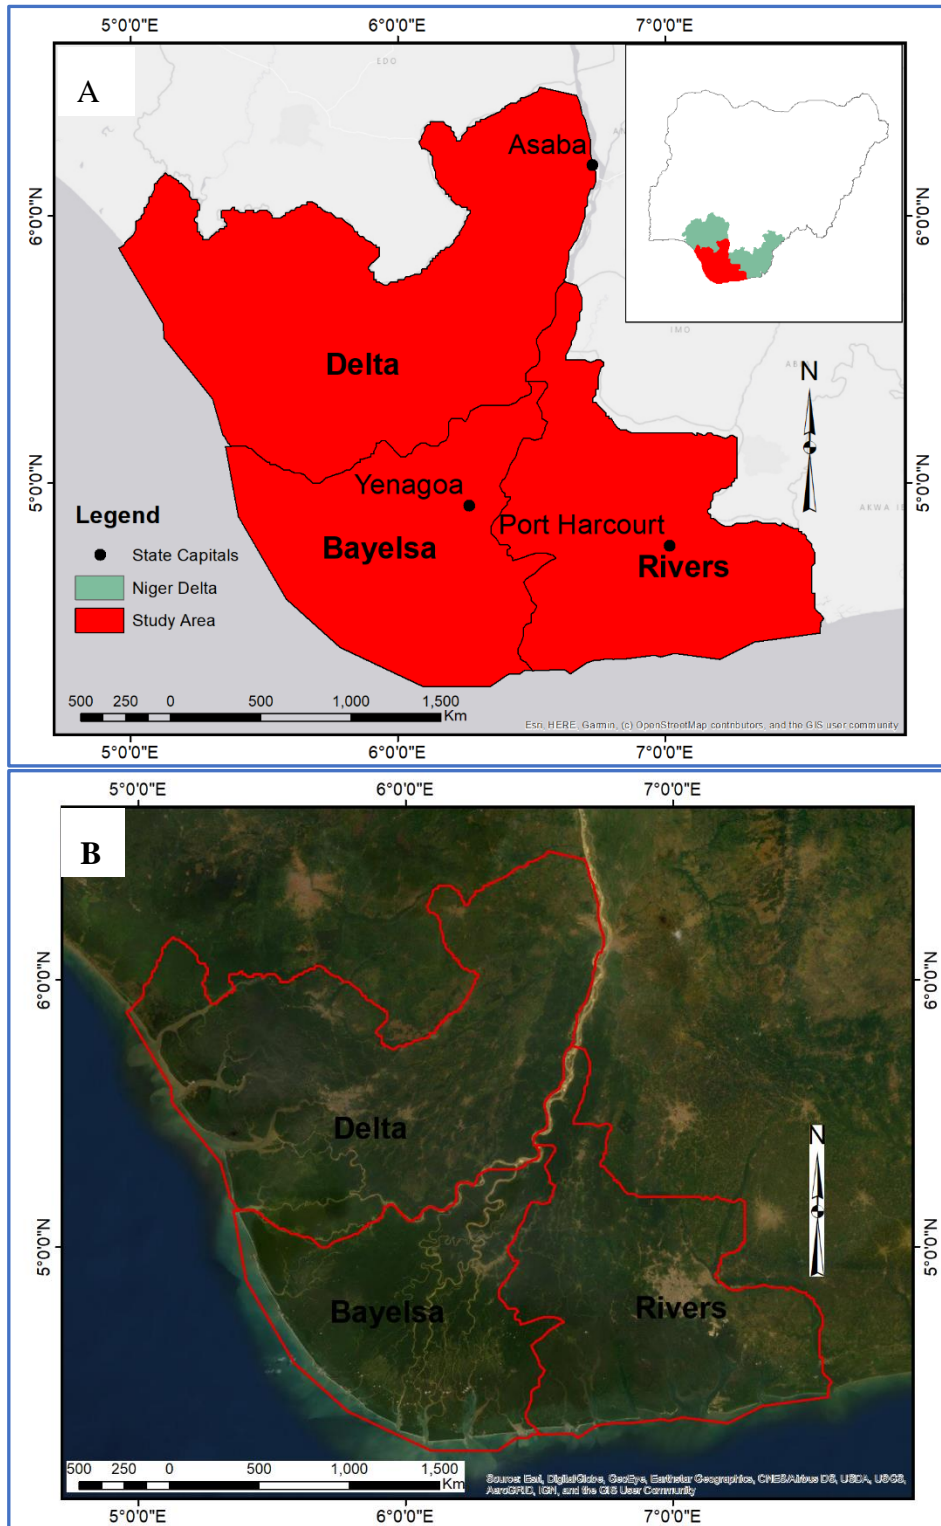 5°0'0"E 6°0'0"E 7°0'0"E
A
EDO
Asaba
6°0'0"N 6°0'0"N
IMO
Delta
N
5°0'0"N 5°0'0"N
Yenagoa
Legend
Port Harcourt
Bayelsa
State Capitals
Rivers
Niger Delta
Study Area
500 250 0 500 1,000 1,500
Km
Esri, HERE, Garmin, (c) OpenStreetMap contributors, and the GIS user community
5°0'0"E 6°0'0"E 7°0'0"E
5°0'0"E 6°0'0"E 7°0'0"E
B
6°0'0"N 6°0'0"N
Delta
N
5°0'0"N 5°0'0"N
Bayelsa
Rivers
500 250 0 500 1,000 1,500
Km
Source: Esri, DigitalGlobe, GeoEye, Earthstar Geographics, CNES/Airbus DS, USDA, USGS,
AeroGRID, IGN, and the GIS User Community
5°0'0"E 6°0'0"E 7°0'0"E